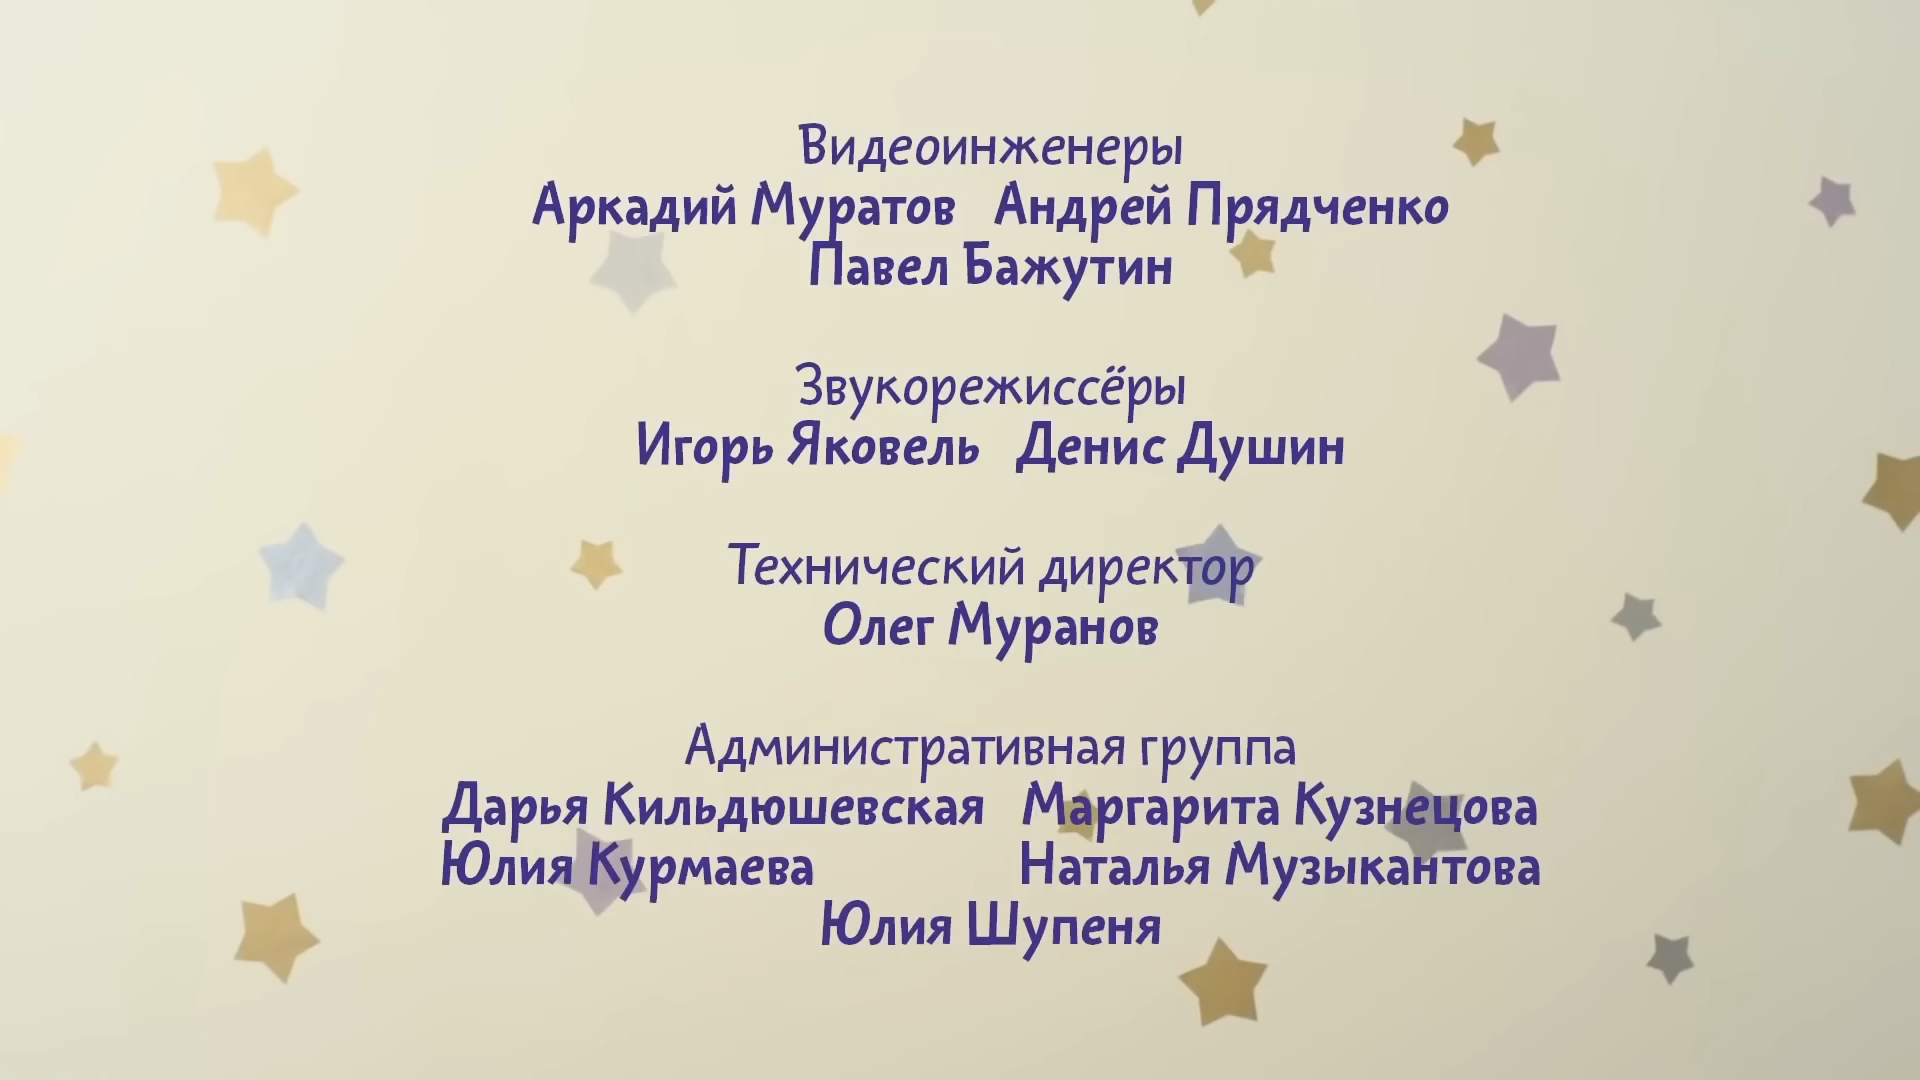 Видеоинженеры
Аркадий Муратов Андрей Прядченко
Павел Бажутин
Звукорежиссёры
Игорь Яковель Денис Душин
Технический директор
Олег Муранов
Административная группа
Дарья Кильдюшевская Маргарита Кузнецова
Юлия Курмаева Наталья Музыкантова
Юлия Шупеня